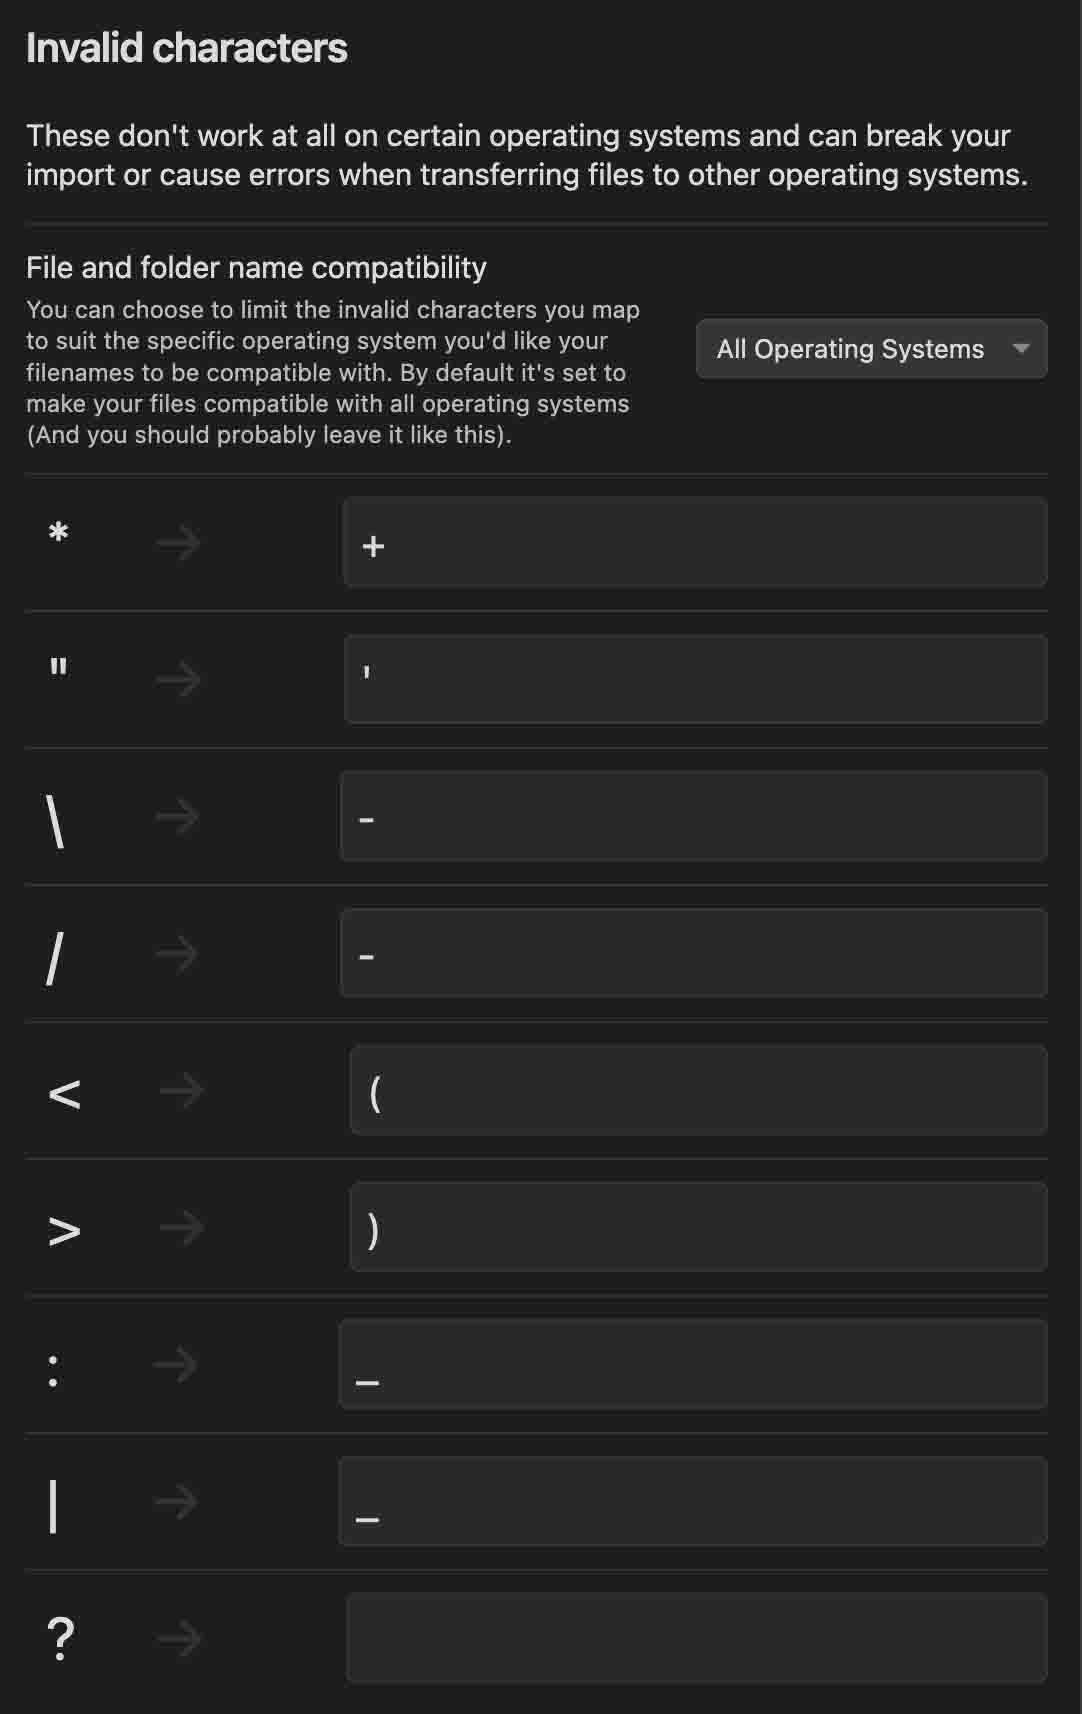 Invalid characters
These don't work at all on certain operating systems and can break your
import or cause errors when transferring files to other operating systems.
File and folder name compatibility
You can choose to limit the invalid characters you map
to suit the specific operating system you'd like your
filenames to be compatible with. By default it's set to
make your files compatible with all operating systems
(And you should probably leave it like this).
All Operating Systems
* → +
" → '
\ → -
/ → -
< → (
> → )
: → _
| → _
? →